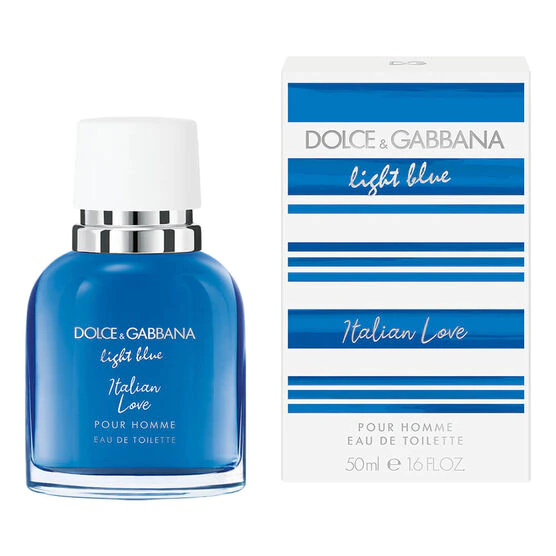 DOLCE & GABBANA
light blue
Italian
Love
POUR HOMME
EAU DE TOILETTE
DG
DOLCE & GABBANA
light blue
Italian Love
POUR HOMME
EAU DE TOILETTE
50ml ℮ 1.6 FL.OZ.